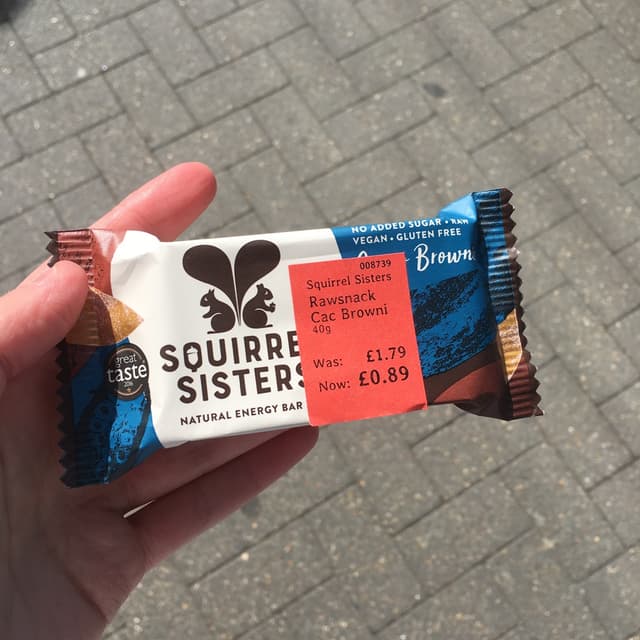 NO ADDED SUGAR • RAW
VEGAN • GLUTEN FREE
Brown
008739
Squirrel Sisters
Rawsnack
Cac Browni
40g
Was: £1.79
Now: £0.89
SQUIRRE
SISTERS
NATURAL ENERGY BAR
great
taste